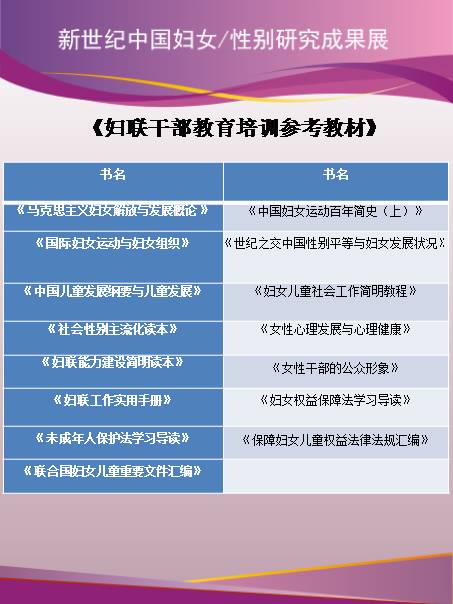 新世纪中国妇女/性别研究成果展
《妇联干部教育培训参考教材》
书名 书名
《马克思主义妇女解放与发展概论》 《中国妇女运动百年简史（上）》
《国际妇女运动与妇女组织》 《世纪之交中国性别平等与妇女发展状况》
《中国儿童发展纲要与儿童发展》 《妇女儿童社会工作简明教程》
《社会性别主流化读本》 《女性心理发展与心理健康》
《妇联能力建设简明读本》 《女性干部的公众形象》
《妇联工作实用手册》 《妇女权益保障法学习导读》
《未成年人保护法学习导读》 《保障妇女儿童权益法律法规汇编》
《联合国妇女儿童重要文件汇编》